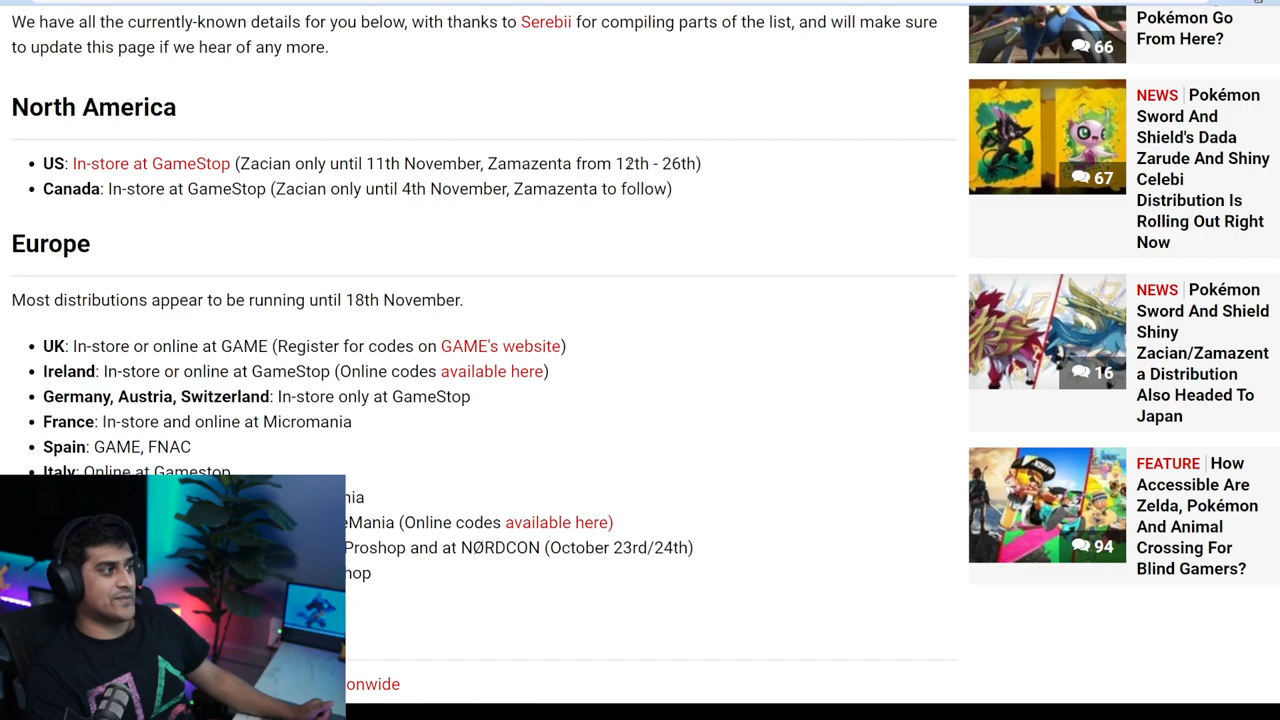 We have all the currently-known details for you below, with thanks to Serebii for compiling parts of the list, and will make sure
to update this page if we hear of any more.
North America
US: In-store at GameStop (Zacian only until 11th November, Zamazenta from 12th - 26th)
Canada: In-store at GameStop (Zacian only until 4th November, Zamazenta to follow)
Europe
Most distributions appear to be running until 18th November.
UK: In-store or online at GAME (Register for codes on GAME's website)
Ireland: In-store or online at GameStop (Online codes available here)
Germany, Austria, Switzerland: In-store only at GameStop
France: In-store and online at Micromania
Spain: GAME, FNAC
Italy: Online at Gamestop
nia
eMania (Online codes available here)
Proshop and at NØRDCON (October 23rd/24th)
hop
onwide
Pokémon Go
From Here?
66
NEWS Pokémon
Sword And
Shield's Dada
Zarude And Shiny
Celebi
Distribution Is
Rolling Out Right
Now
67
NEWS Pokémon
Sword And Shield
Shiny
Zacian/Zamazent
a Distribution
Also Headed To
Japan
16
FEATURE How
Accessible Are
Zelda, Pokémon
And Animal
Crossing For
Blind Gamers?
94